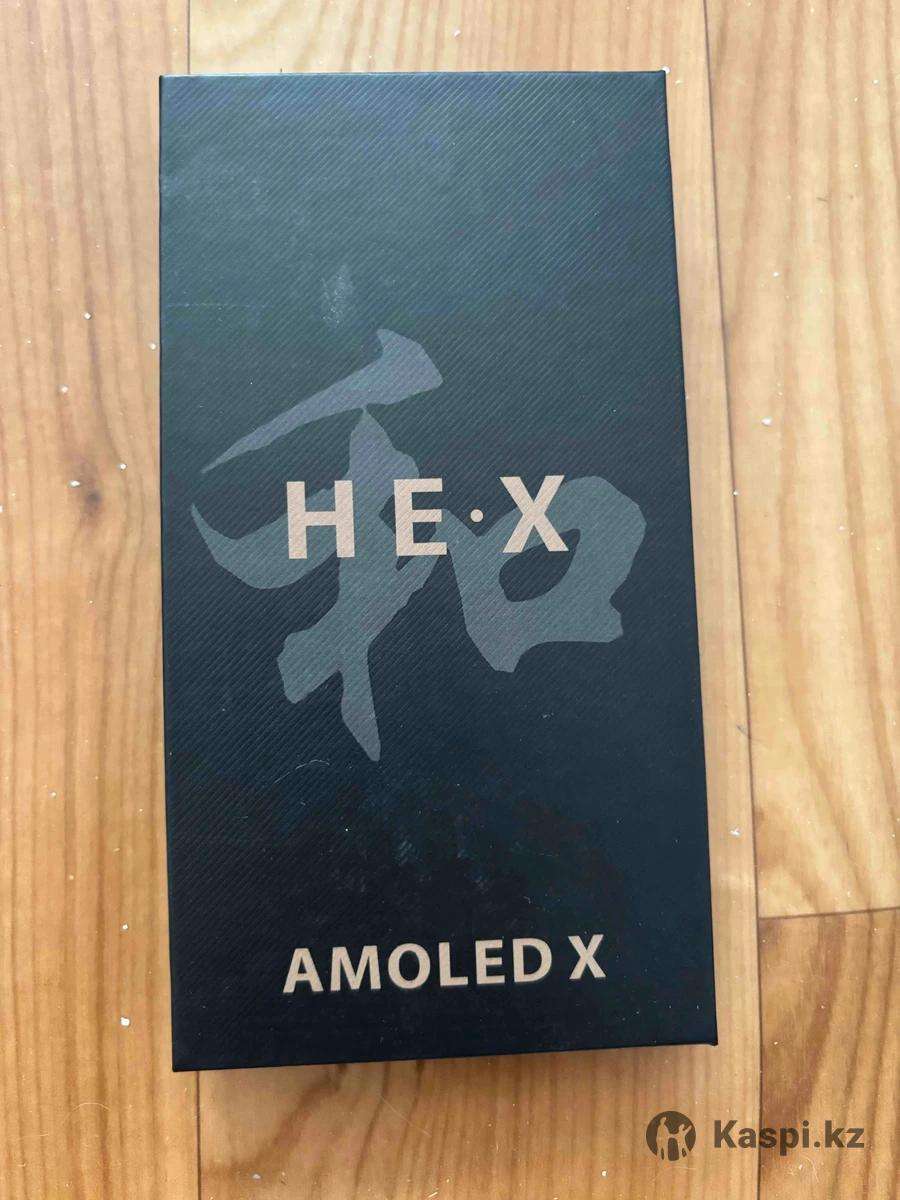 和
HE·X
AMOLED X
Kaspi.kz